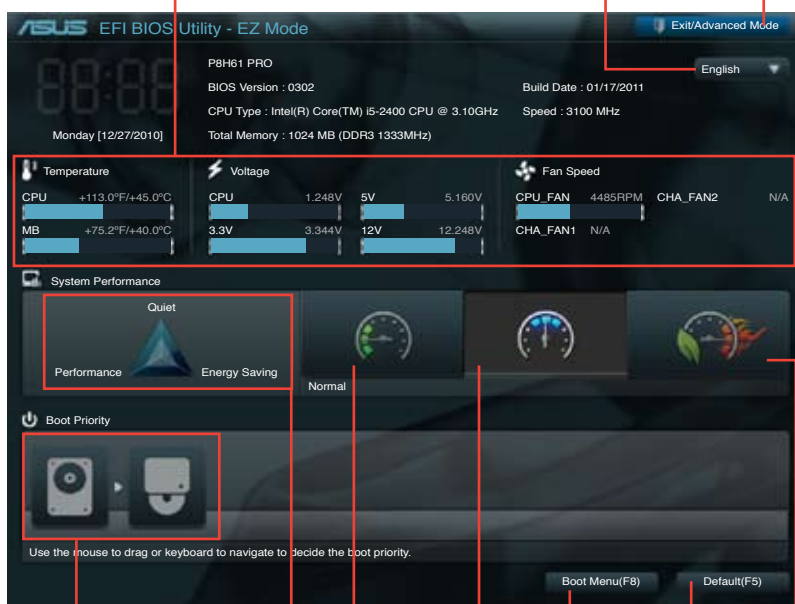 ASUS EFI BIOS Utility - EZ Mode
Exit/Advanced Mode
English
P8H61 PRO
BIOS Version : 0302 Build Date : 01/17/2011
CPU Type : Intel(R) Core(TM) i5-2400 CPU @ 3.10GHz Speed : 3100 MHz
Monday [12/27/2010] Total Memory : 1024 MB (DDR3 1333MHz)
Temperature Voltage Fan Speed
CPU +113.0ºF/+45.0ºC CPU 1.248V 5V 5.160V CPU_FAN 4485RPM CHA_FAN2 N/A
MB +75.2ºF/+40.0ºC 3.3V 3.344V 12V 12.248V CHA_FAN1 N/A
System Performance
Quiet
Performance Energy Saving
Normal
Boot Priority
Use the mouse to drag or keyboard to navigate to decide the boot priority.
Boot Menu(F8) Default(F5)